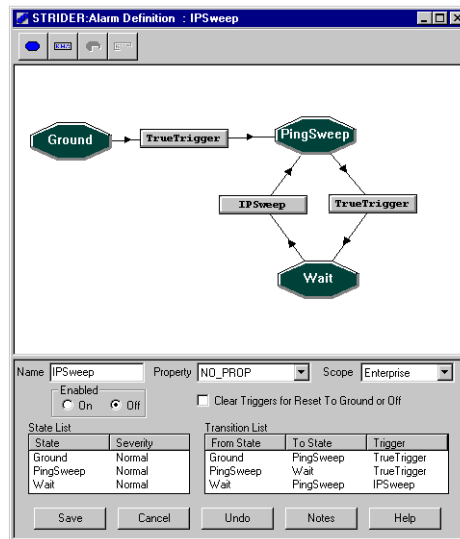 STRIDER:Alarm Definition : IPSweep
Ground
TrueTrigger
PingSweep
IPSweep
TrueTrigger
Wait
Name IPSweep Property NO_PROP Scope Enterprise
Enabled
On Off
Clear Triggers for Reset To Ground or Off
State List Transition List
State Severity From State To State Trigger
Ground Normal Ground PingSweep TrueTrigger
PingSweep Normal PingSweep Wait TrueTrigger
Wait Normal Wait PingSweep IPSweep
Save Cancel Undo Notes Help